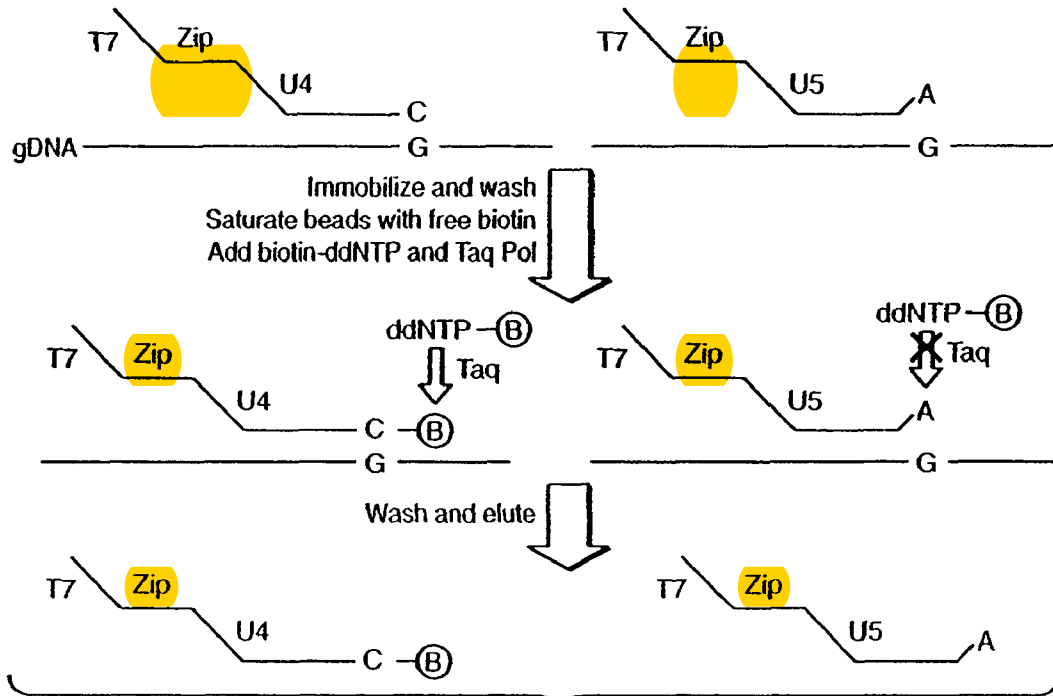 T7 Zip U4 C
T7 Zip U5 A
gDNA G G
Immobilize and wash
Saturate beads with free biotin
Add biotin-ddNTP and Taq Pol
ddNTP B
Taq
T7 Zip U4 C B
G
ddNTP B
Taq
T7 Zip U5 A
G
Wash and elute
T7 Zip U4 C B
T7 Zip U5 A